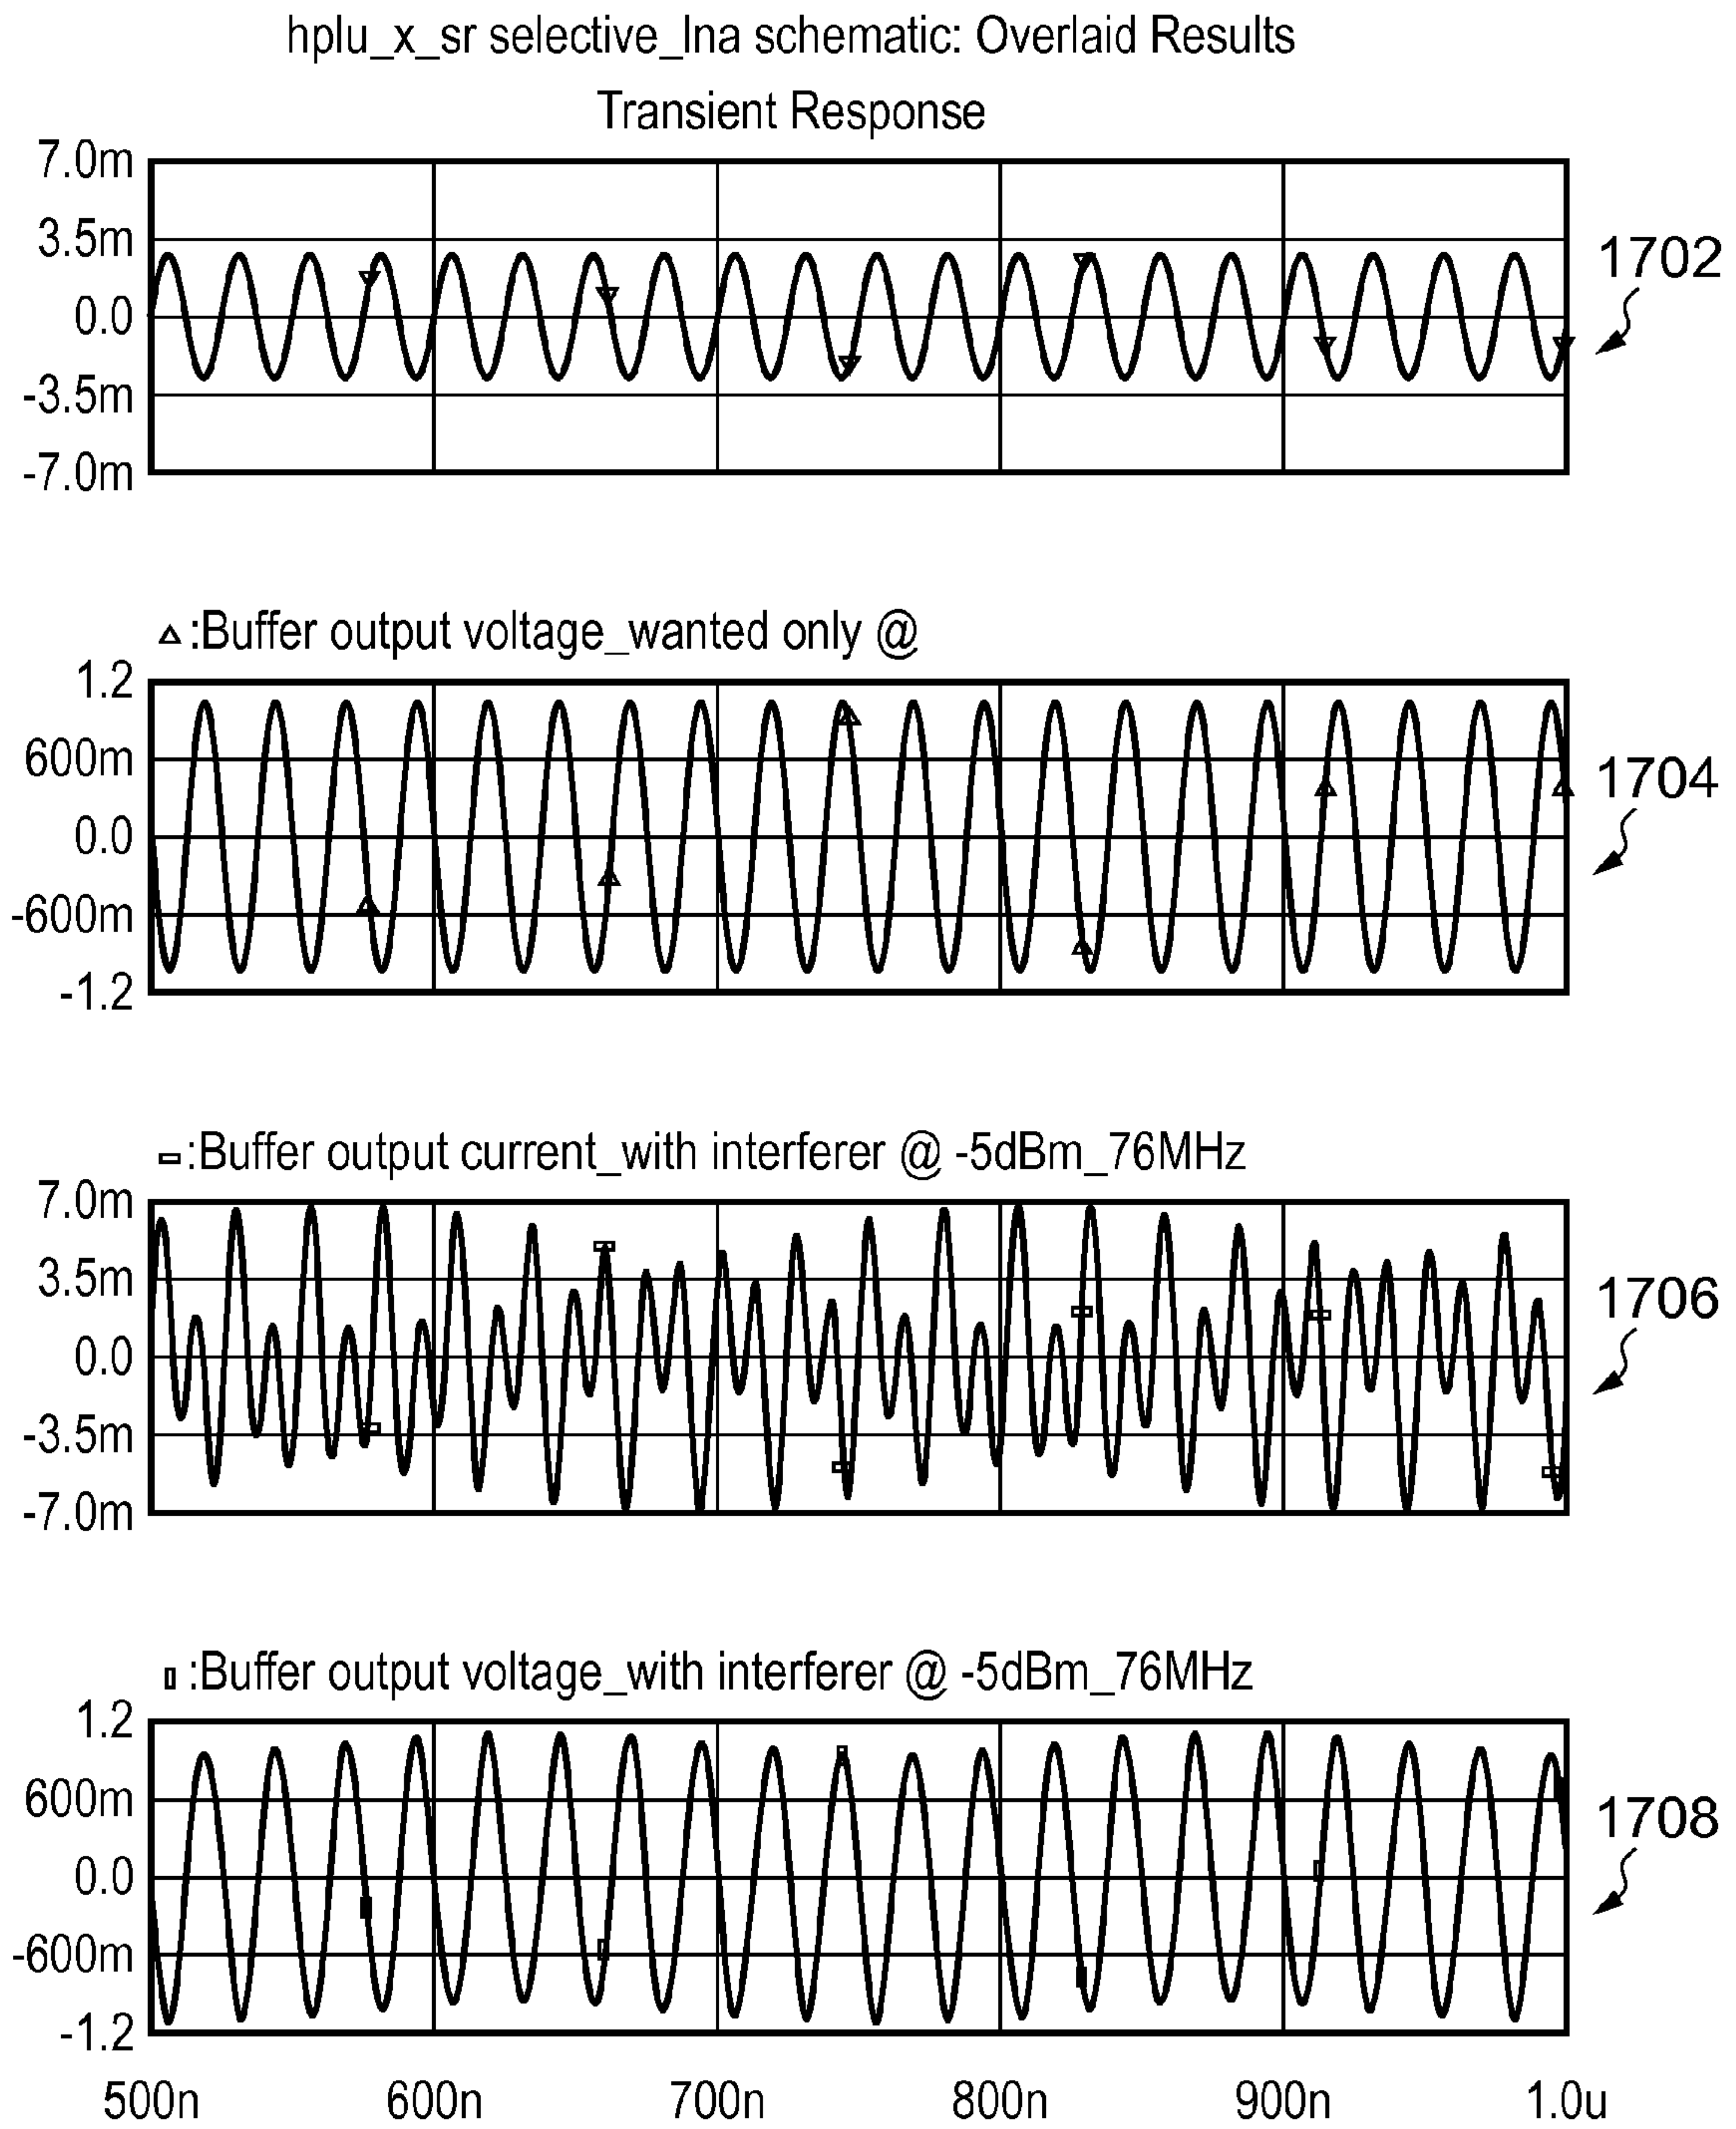 hplu_x_sr selective_lna schematic: Overlaid Results
Transient Response
7.0m
3.5m
0.0
-3.5m
-7.0m
1702
:Buffer output voltage_wanted only @
1.2
600m
0.0
-600m
-1.2
1704
:Buffer output current_with interferer @ -5dBm_76MHz
7.0m
3.5m
0.0
-3.5m
-7.0m
1706
:Buffer output voltage_with interferer @ -5dBm_76MHz
1.2
600m
0.0
-600m
-1.2
1708
500n 600n 700n 800n 900n 1.0u